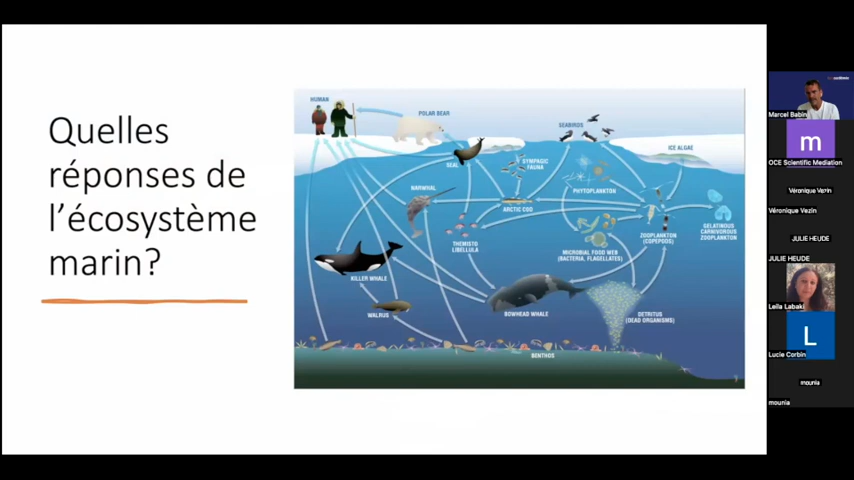 Quelles
réponses de
l'écosystème
marin?
HUMAN
POLAR BEAR
SEABIRDS
ICE ALGAE
SEAL
SYMPAGIC
FAUNA
NARWHAL
PHYTOPLANKTON
ARCTIC COD
THEMISTO
LIBELLULA
MICROBIAL FOOD WEB
(BACTERIA, FLAGELLATES)
ZOOPLANKTON
(COPEPODS)
GELATINOUS
CARNIVOROUS
ZOOPLANKTON
KILLER WHALE
WALRUS
BOWHEAD WHALE
DETRITUS
(DEAD ORGANISMS)
BENTHOS
Marcel Babin
m
OCE Scientific Mediation
Véronique Vezin
Véronique Vezin
JULIE HEUDE
JULIE HEUDE
Leila Labaki
L
Lucie Corbin
mounia
mounia